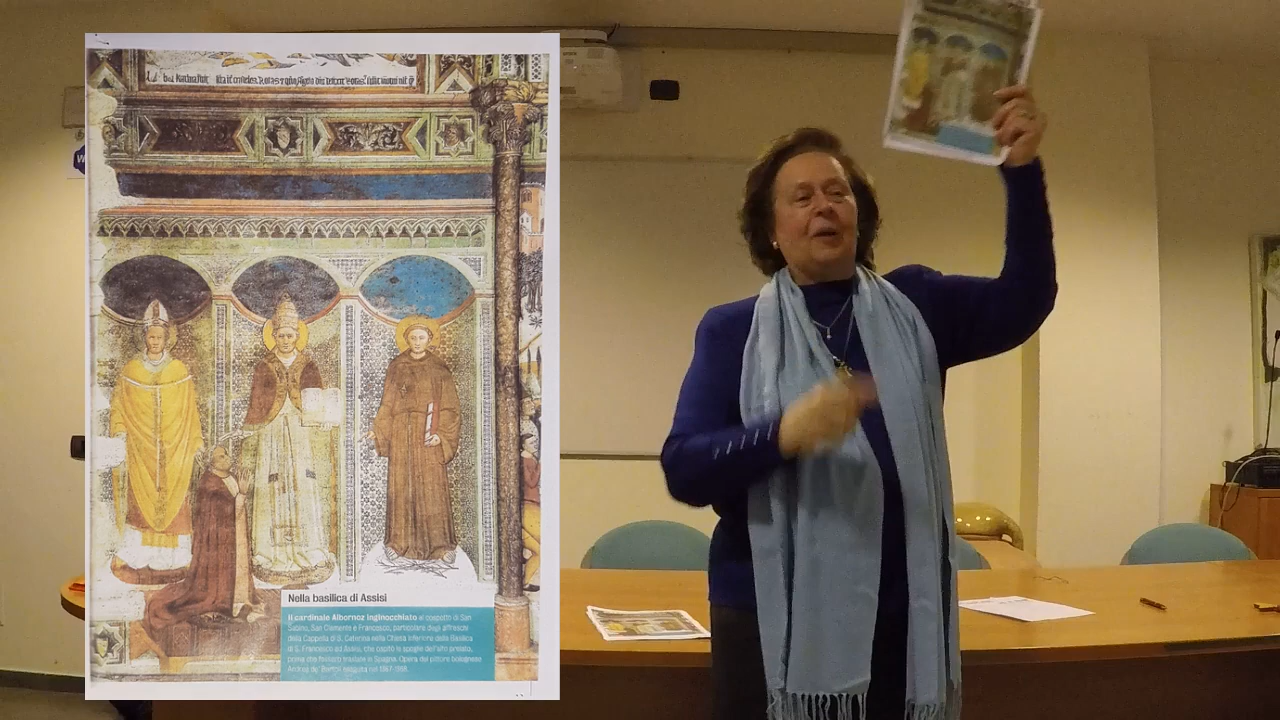 Nella basilica di Assisi
Il cardinale Albornoz inginocchiato al cospetto di San
Sabino, San Clemente e Francesco, particolare degli affreschi
della Cappella di S. Caterina nella Chiesa inferiore della Basilica
di S. Francesco ad Assisi, che ospitò le spoglie dell'alto prelato,
prima che fossero traslate in Spagna. Opera del pittore bolognese
Andrea de' Bartoli eseguita nel
W